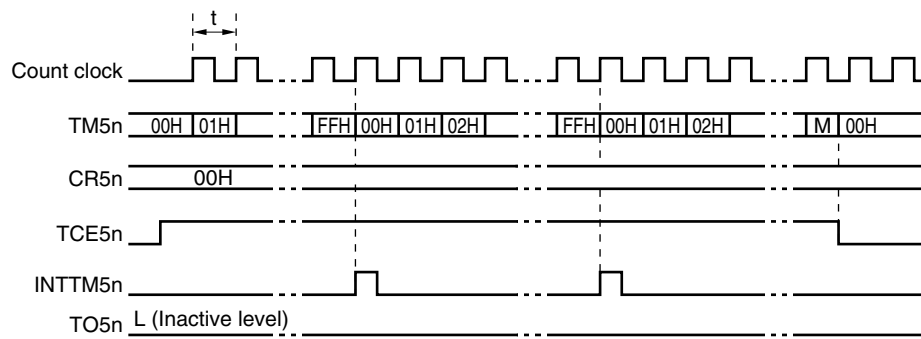 t
Count clock
TM5n 00H 01H FFH 00H 01H 02H FFH 00H 01H 02H M 00H
CR5n 00H
TCE5n
INTTM5n
TO5n L (Inactive level)